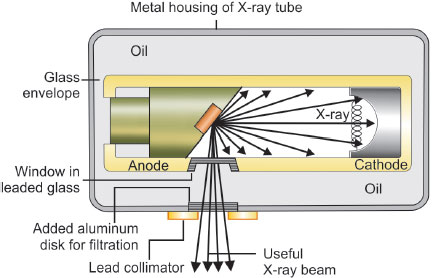 Metal housing of X-ray tube
Oil
Glass
envelope
X-ray
Anode
Cathode
Window in
leaded glass
Oil
Added aluminum
disk for filtration
Lead collimator
Useful
X-ray beam